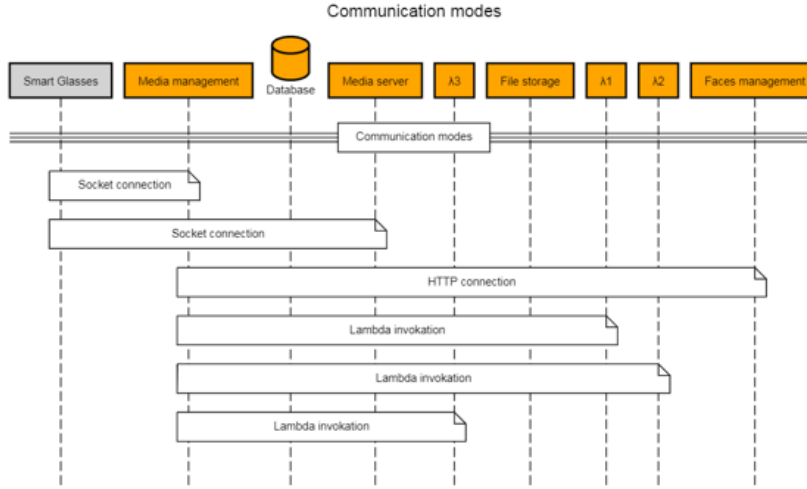 Communication modes
Smart Glasses
Media management
Database
Media server
λ3
File storage
λ1
λ2
Faces management
Communication modes
Socket connection
Socket connection
HTTP connection
Lambda invokation
Lambda invokation
Lambda invokation